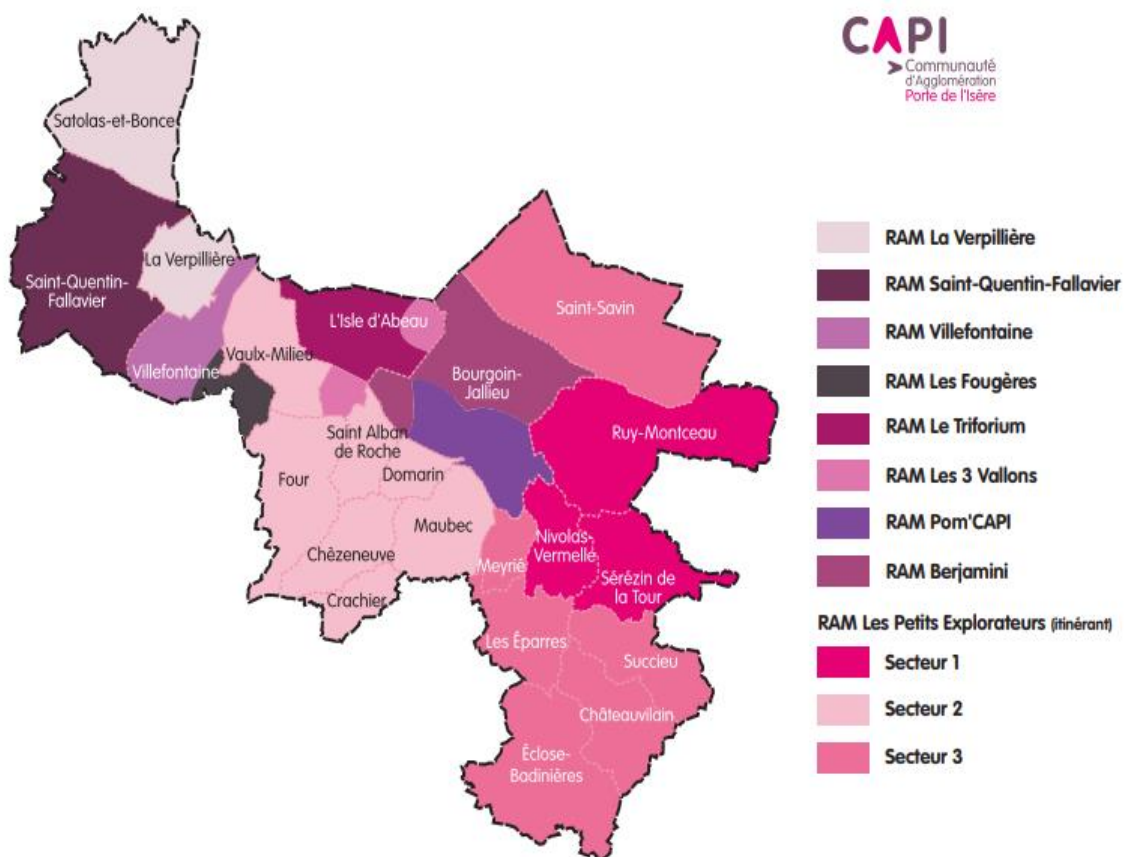 CAPI
Communauté
d'Agglomération
Porte de l'Isère
Satolas-et-Bonce
La Verpillière
Saint-Quentin-
Fallavier
Villefontaine
Vaulx-Milieu
L'Isle d'Abeau
Saint-Savin
Bourgoin-
Jallieu
Ruy-Montceau
Saint Alban
de Roche
Domarin
Four
Maubec
Chèzeneuve
Crachier
Meyrié
Nivolas-
Vermelle
Sérézin de
la Tour
Les Éparres
Succieu
Châteauvilain
Éclose-
Badinières
RAM La Verpillière
RAM Saint-Quentin-Fallavier
RAM Villefontaine
RAM Les Fougères
RAM Le Triforium
RAM Les 3 Vallons
RAM Pom'CAPI
RAM Berjamini
RAM Les Petits Explorateurs (itinérant)
Secteur 1
Secteur 2
Secteur 3